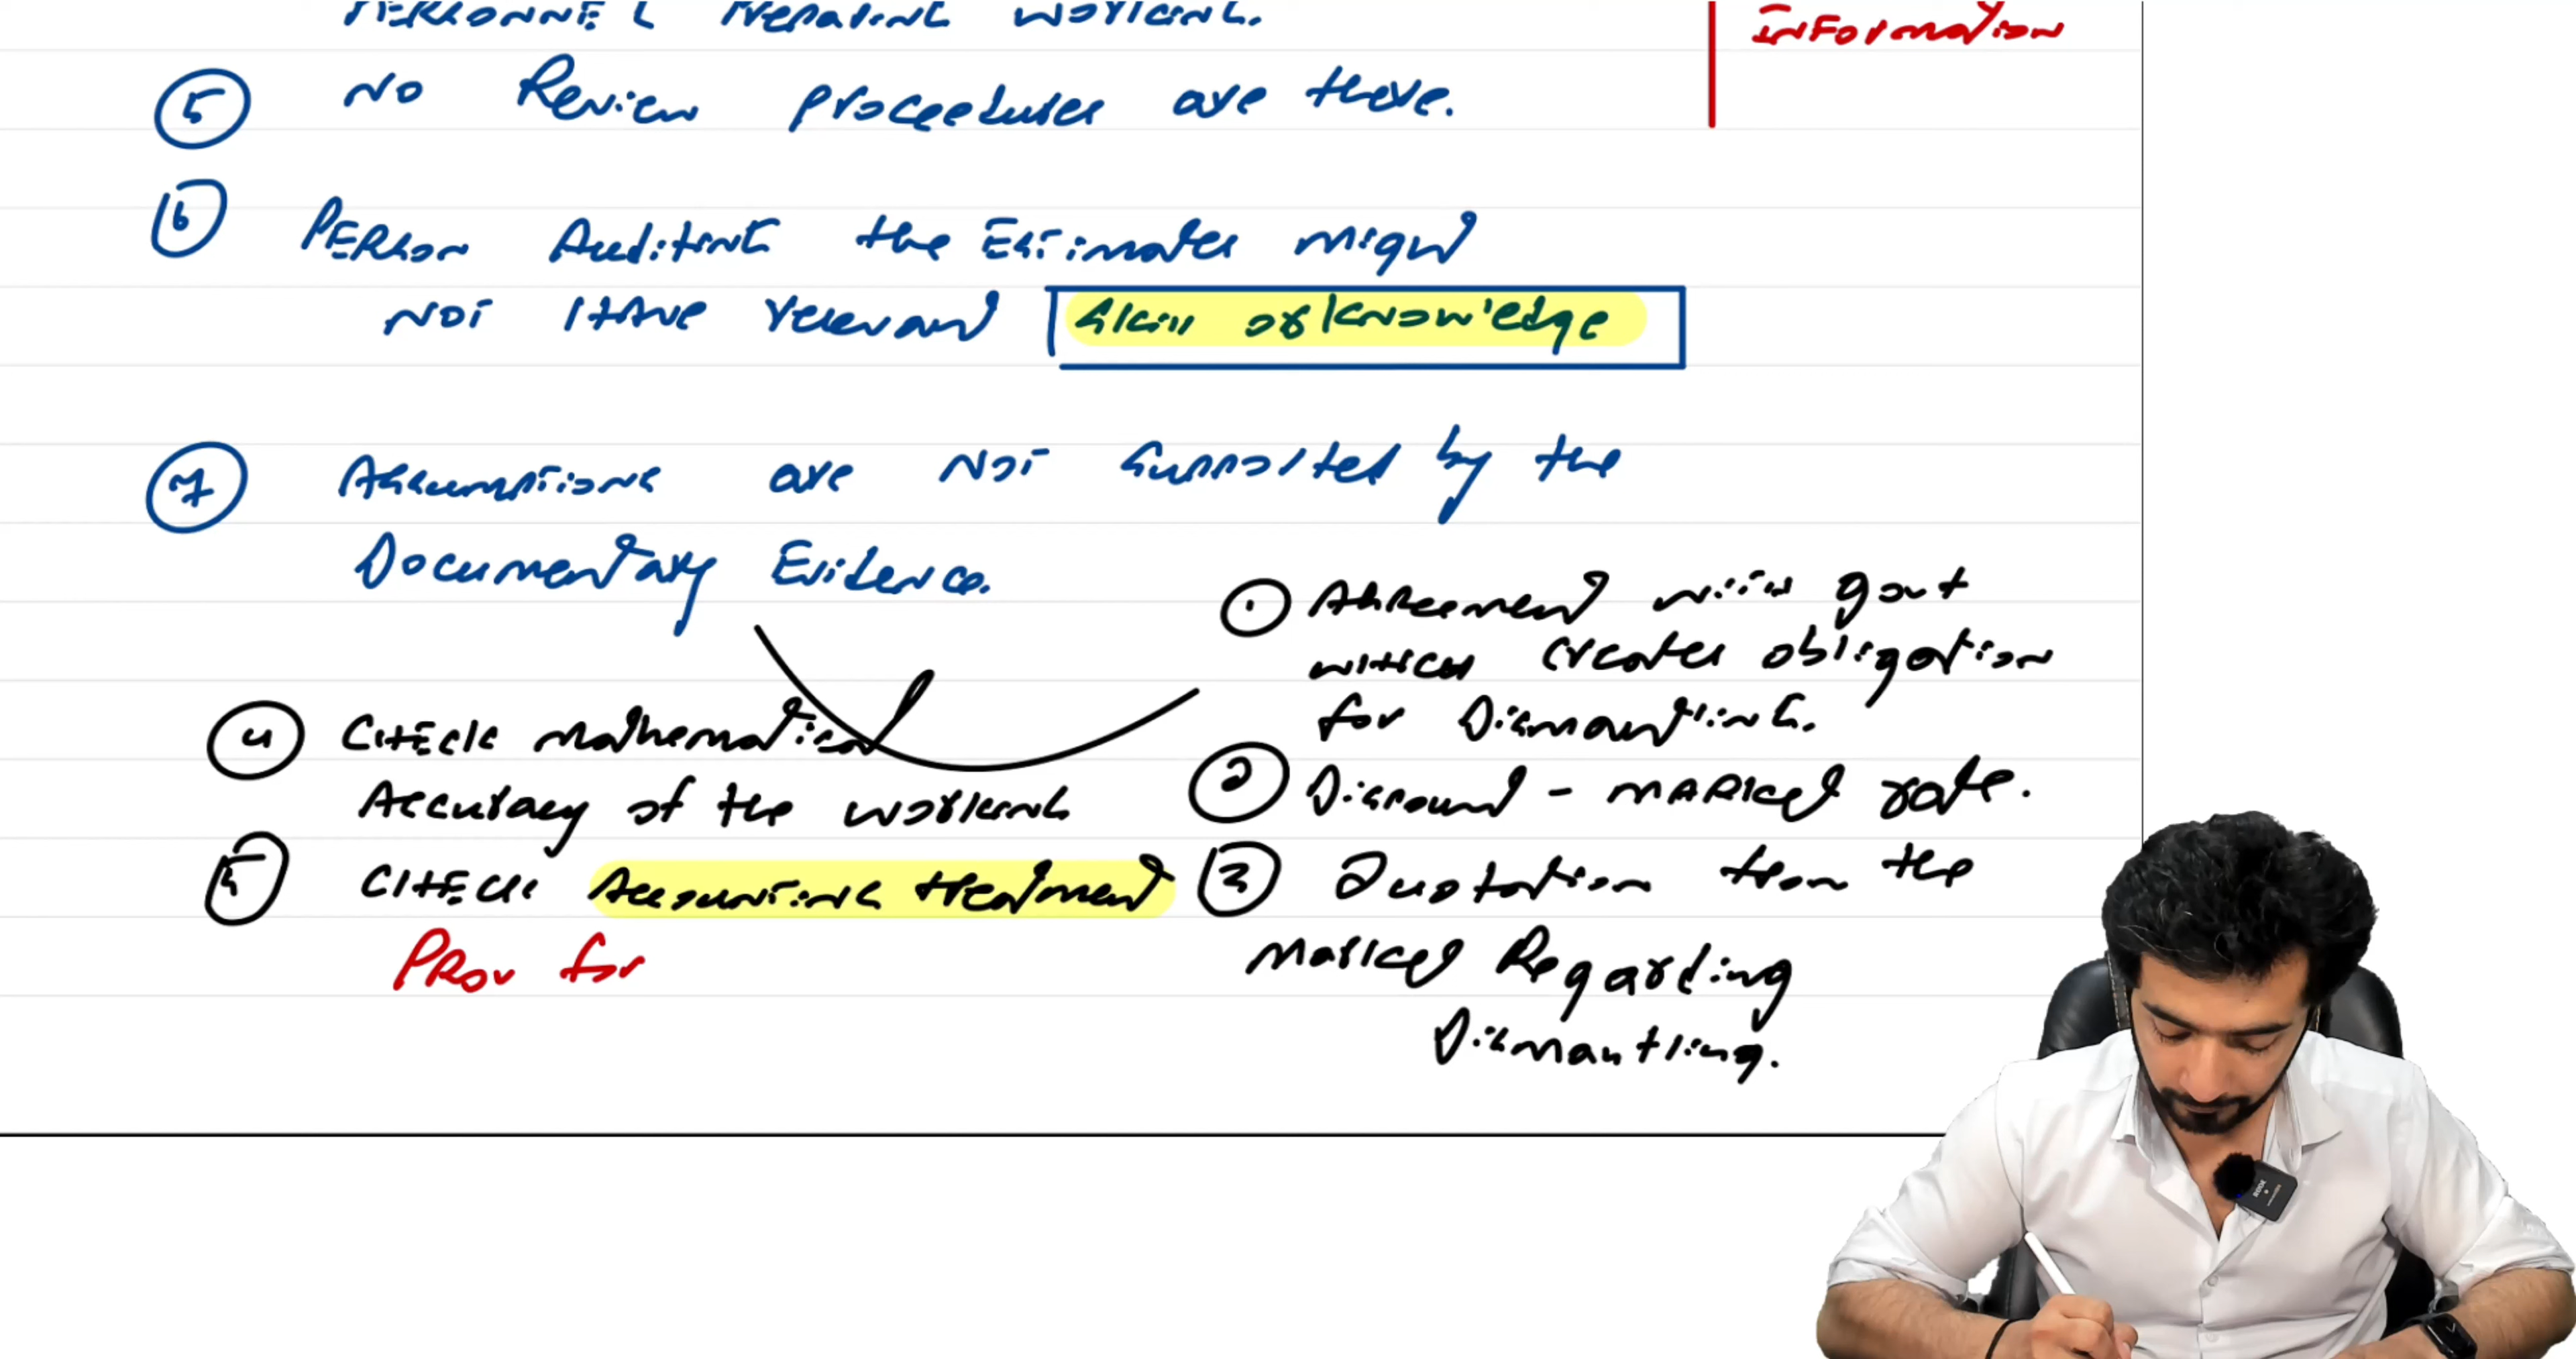 Information
5 No Review proceedures are there.
6 Person Auditing the Estimates might
not have relevant skill or knowledge
7 Assumptions are not supported by the
Documentary Evidence.
1 Agreement with govt
which creates obligation
for Dismantling.
2 Discount - market rate.
3 Quotation from the
market Regarding
Dismantling.
4 Check mathematical
Accuracy of the working
5 Check Accounting treatment
Prov for